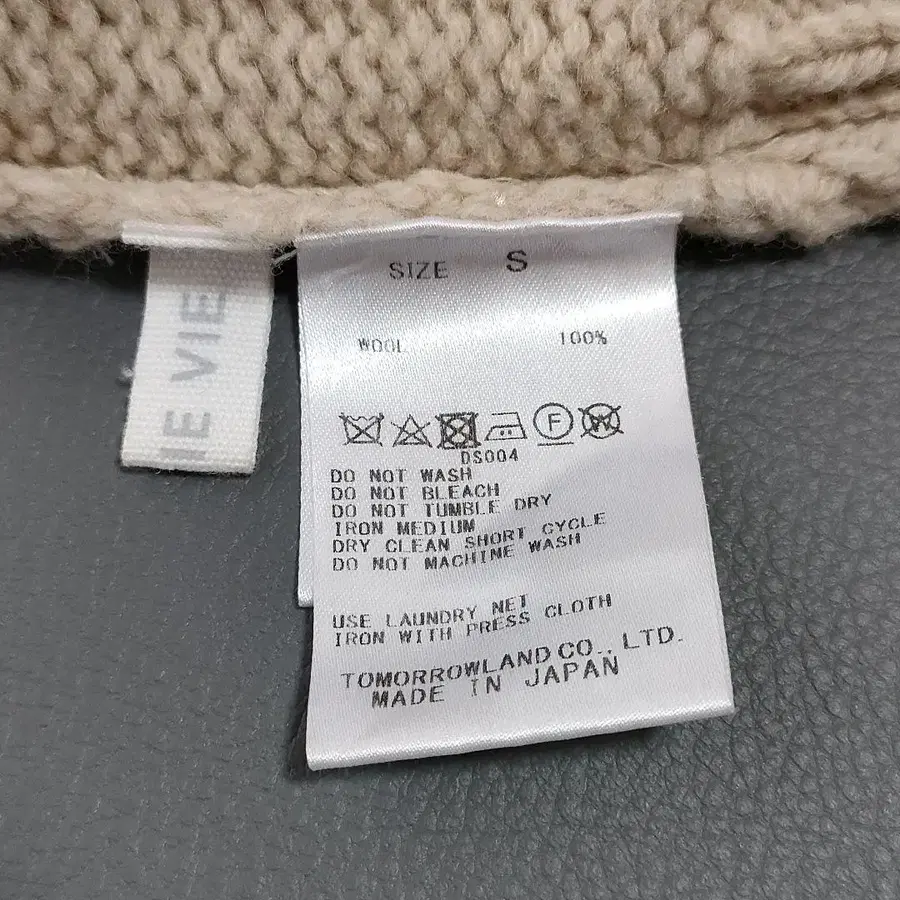 IE VIE
SIZE S
WOOL 100%
F W
DS004
DO NOT WASH
DO NOT BLEACH
DO NOT TUMBLE DRY
IRON MEDIUM
DRY CLEAN SHORT CYCLE
DO NOT MACHINE WASH
USE LAUNDRY NET
IRON WITH PRESS CLOTH
TOMORROWLAND CO., LTD.
MADE IN JAPAN